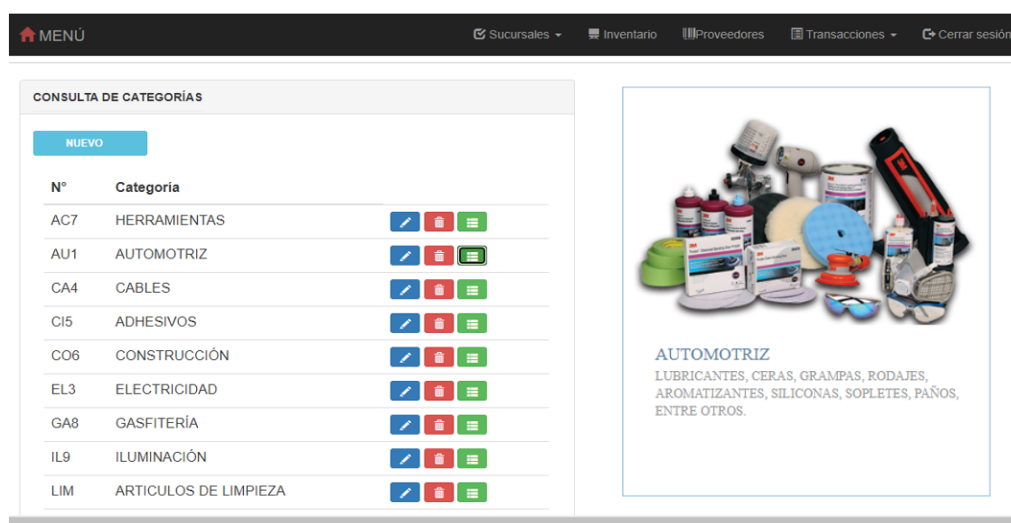 MENÚ
Sucursales
Inventario
Proveedores
Transacciones
Cerrar sesión
CONSULTA DE CATEGORÍAS
NUEVO
N° Categoría
AC7 HERRAMIENTAS
AU1 AUTOMOTRIZ
CA4 CABLES
CI5 ADHESIVOS
CO6 CONSTRUCCIÓN
EL3 ELECTRICIDAD
GA8 GASFITERÍA
IL9 ILUMINACIÓN
LIM ARTICULOS DE LIMPIEZA
3M
AUTOMOTRIZ
LUBRICANTES, CERAS, GRAMPAS, RODAJES,
AROMATIZANTES, SILICONAS, SOPLETES, PAÑOS,
ENTRE OTROS.